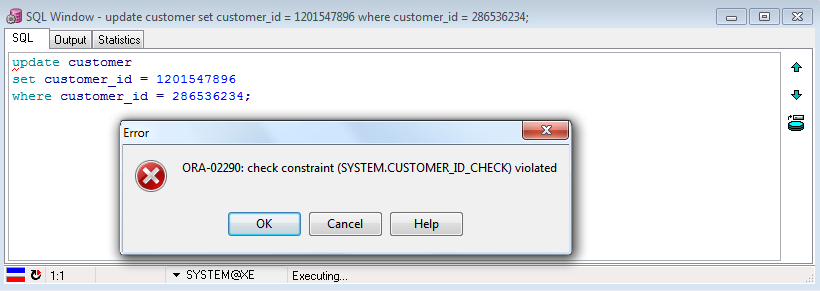 SQL Window - update customer set customer_id = 1201547896 where customer_id = 286536234;
SQL Output Statistics
update customer
set customer_id = 1201547896
where customer_id = 286536234;
Error
ORA-02290: check constraint (SYSTEM.CUSTOMER_ID_CHECK) violated
OK Cancel Help
1:1 SYSTEM@XE Executing...